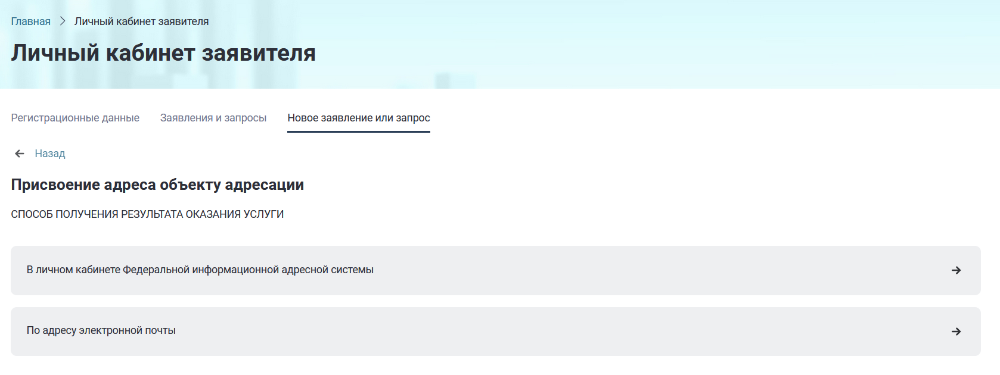 Главная > Личный кабинет заявителя
Личный кабинет заявителя
Регистрационные данные Заявления и запросы Новое заявление или запрос
Назад
Присвоение адреса объекту адресации
СПОСОБ ПОЛУЧЕНИЯ РЕЗУЛЬТАТА ОКАЗАНИЯ УСЛУГИ
В личном кабинете Федеральной информационной адресной системы
По адресу электронной почты